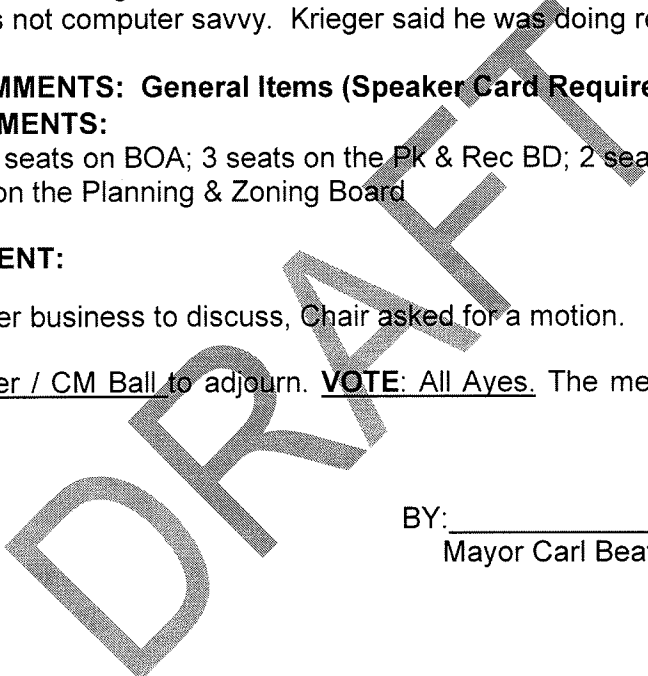 s not computer savvy. Krieger said he was doing re
MMENTS: General Items (Speaker Card Require
MENTS:
seats on BOA; 3 seats on the Pk & Rec BD; 2 sea
on the Planning & Zoning Board
ENT:
er business to discuss, Chair asked for a motion.
er / CM Ball to adjourn. VOTE: All Ayes. The me
BY:
Mayor Carl Beat
DRAFT